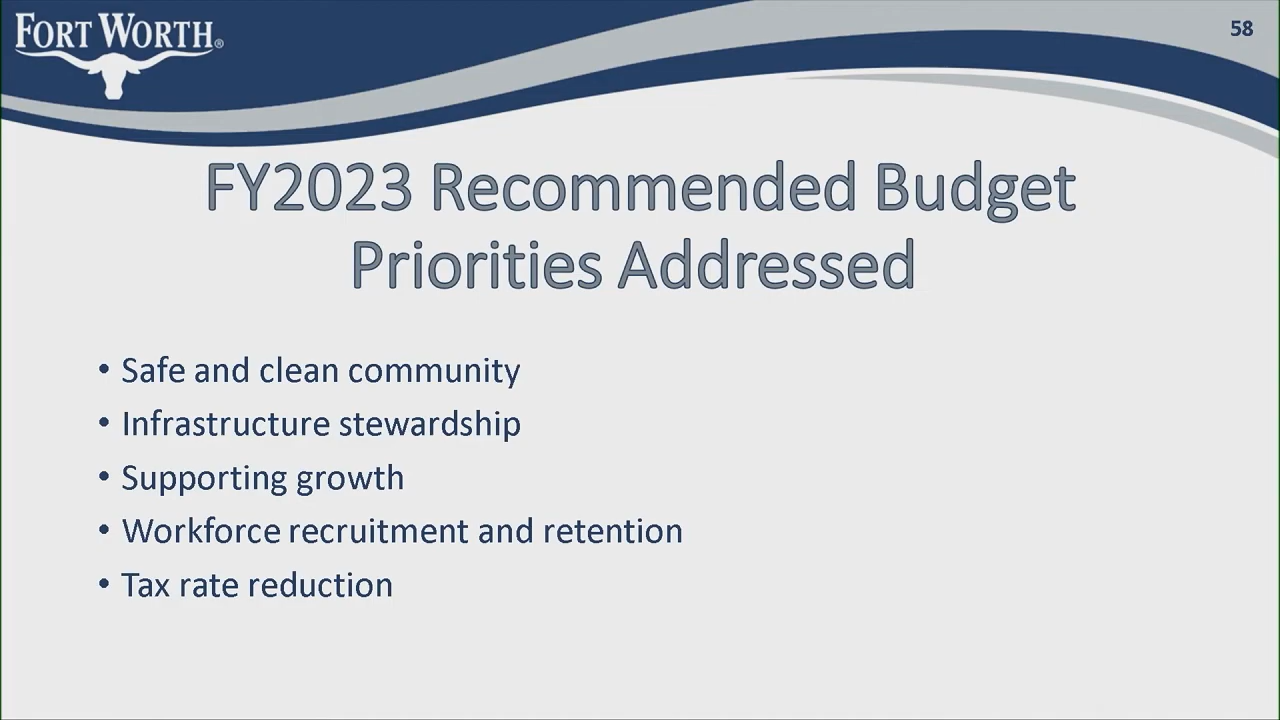 FORT WORTH®
58
FY2023 Recommended Budget
Priorities Addressed
• Safe and clean community
• Infrastructure stewardship
• Supporting growth
• Workforce recruitment and retention
• Tax rate reduction